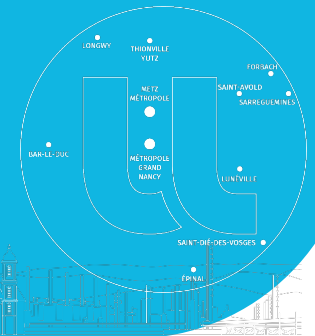 LONGWY
THIONVILLE
YUTZ
FORBACH
METZ
MÉTROPOLE
SAINT-AVOLD
SARREGUEMINES
BAR-LE-DUC
MÉTROPOLE
GRAND
NANCY
LUNÉVILLE
SAINT-DIÉ-DES-VOSGES
ÉPINAL